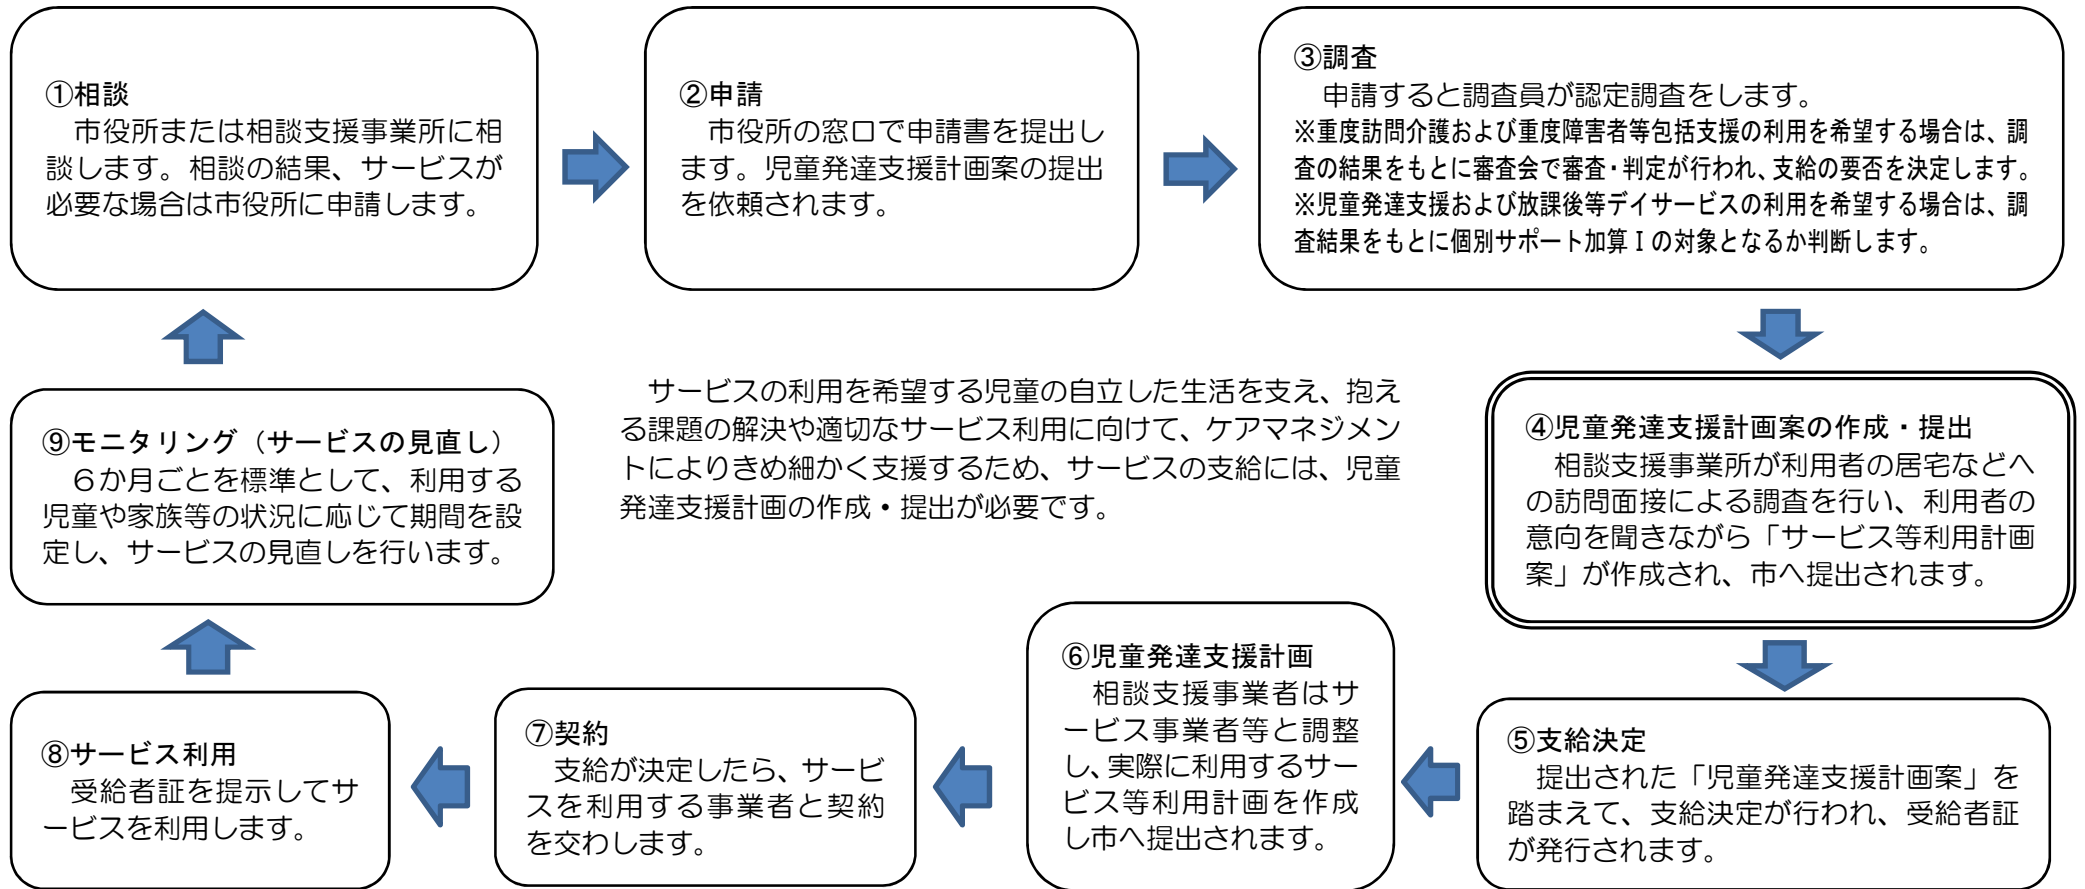 ①相談
市役所または相談支援事業所に相
談します。相談の結果、サービスが
必要な場合は市役所に申請します。
②申請
市役所の窓口で申請書を提出し
ます。児童発達支援計画案の提出
を依頼されます。
③調査
申請すると調査員が認定調査をします。
※重度訪問介護および重度障害者等包括支援の利用を希望する場合は、調
査の結果をもとに審査会で審査・判定が行われ、支給の要否を決定します。
※児童発達支援および放課後等デイサービスの利用を希望する場合は、調
査結果をもとに個別サポート加算Ⅰの対象となるか判断します。
サービスの利用を希望する児童の自立した生活を支え、抱え
る課題の解決や適切なサービス利用に向けて、ケアマネジメン
トによりきめ細かく支援するため、サービスの支給には、児童
発達支援計画の作成・提出が必要です。
④児童発達支援計画案の作成・提出
相談支援事業所が利用者の居宅などへ
の訪問面接による調査を行い、利用者の
意向を聞きながら「サービス等利用計画
案」が作成され、市へ提出されます。
⑤支給決定
提出された「児童発達支援計画案」を
踏まえて、支給決定が行われ、受給者証
が発行されます。
⑥児童発達支援計画
相談支援事業者はサ
ービス事業者等と調整
し、実際に利用するサー
ビス等利用計画を作成
し市へ提出されます。
⑦契約
支給が決定したら、サービ
スを利用する事業者と契約
を交わします。
⑧サービス利用
受給者証を提示してサ
ービスを利用します。
⑨モニタリング（サービスの見直し）
６か月ごとを標準として、利用する
児童や家族等の状況に応じて期間を設
定し、サービスの見直しを行います。